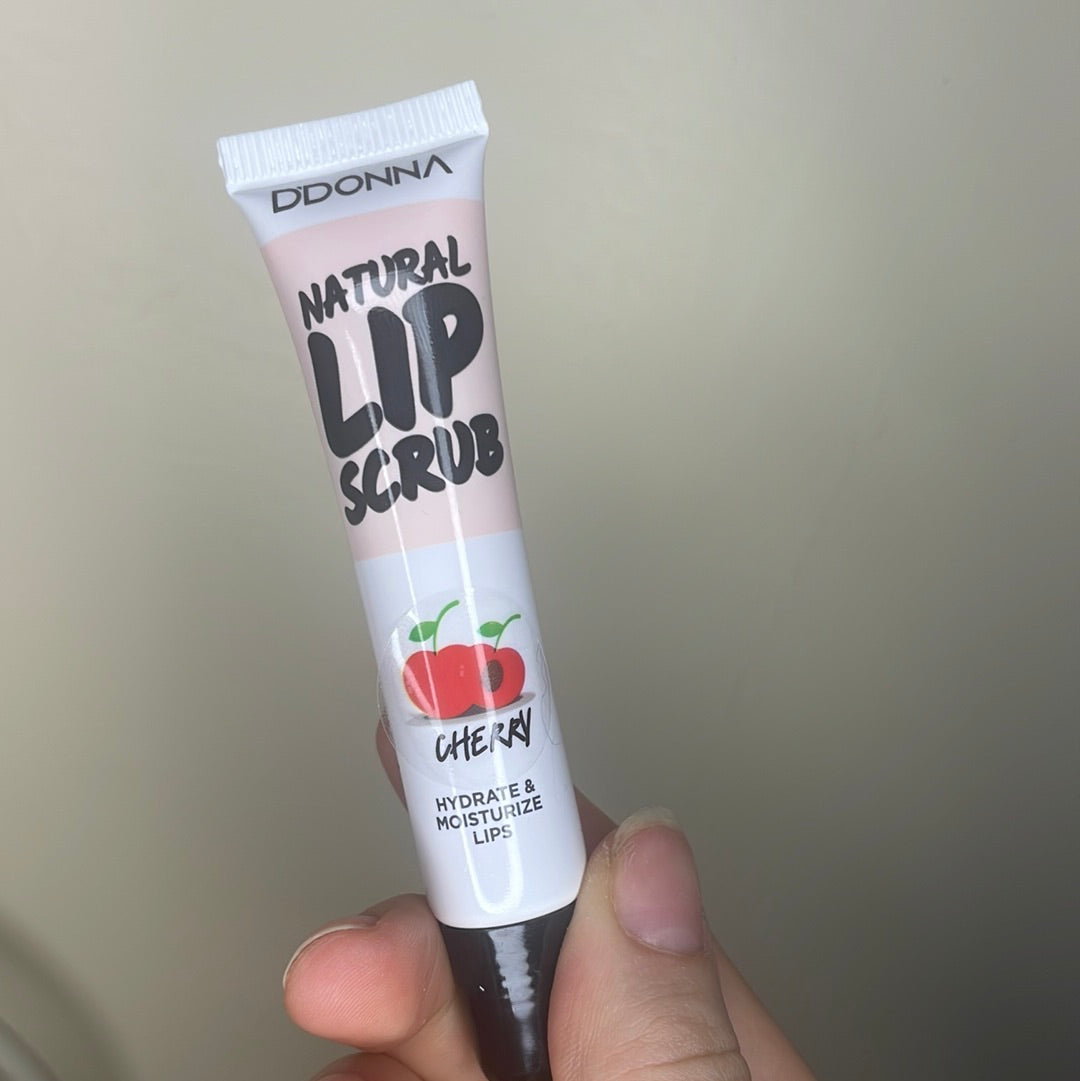 D'DONNA
NATURAL
LIP
SCRUB
CHERRY
HYDRATE &
MOISTURIZE
LIPS